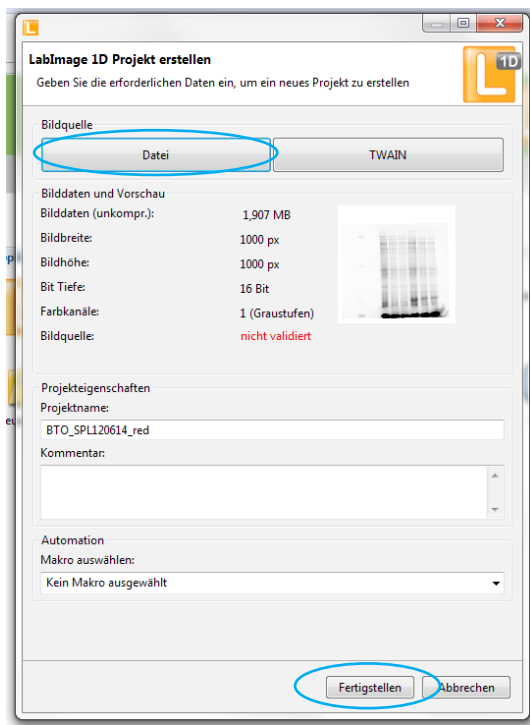 LabImage 1D Projekt erstellen
Geben Sie die erforderlichen Daten ein, um ein neues Projekt zu erstellen
1D
Bildquelle
Datei TWAIN
Bilddaten und Vorschau
Bilddaten (unkompr.): 1,907 MB
Bildbreite: 1000 px
Bildhöhe: 1000 px
Bit Tiefe: 16 Bit
Farbkanäle: 1 (Graustufen)
Bildquelle: nicht validiert
Projekteigenschaften
Projektname:
BTO_SPL120614_red
Kommentar:
Automation
Makro auswählen:
Kein Makro ausgewählt
Fertigstellen Abbrechen